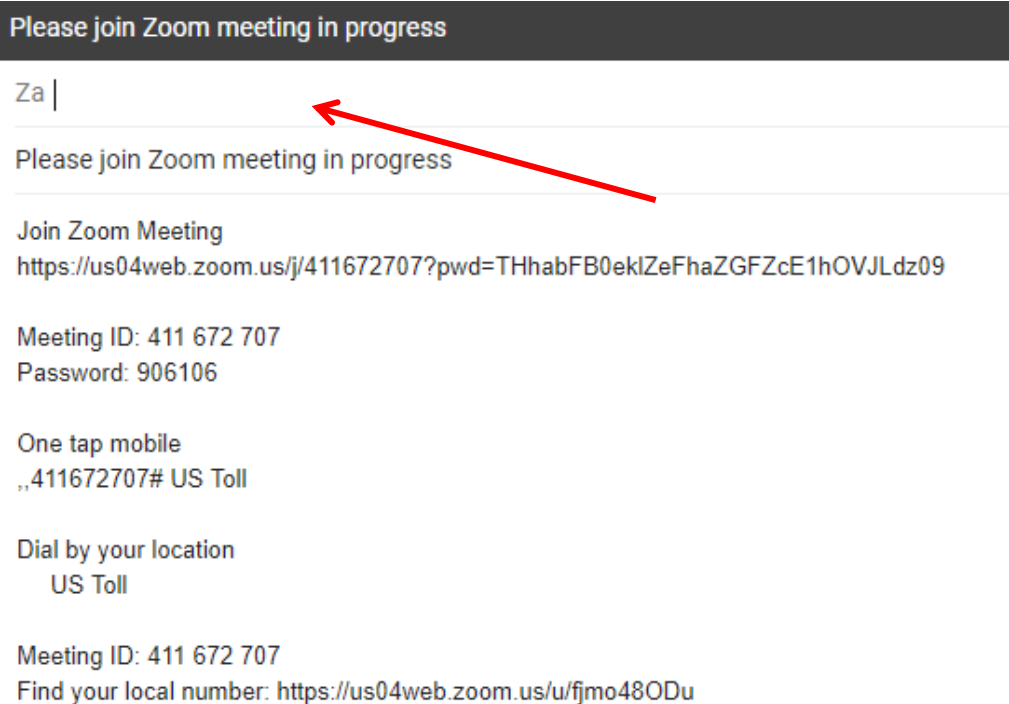 Please join Zoom meeting in progress
Za
Please join Zoom meeting in progress
Join Zoom Meeting
https://us04web.zoom.us/j/411672707?pwd=THhabFB0eklZeFhaZGFZcE1hOVJLdz09
Meeting ID: 411 672 707
Password: 906106
One tap mobile
,,411672707# US Toll
Dial by your location
US Toll
Meeting ID: 411 672 707
Find your local number: https://us04web.zoom.us/u/fjmo48ODu